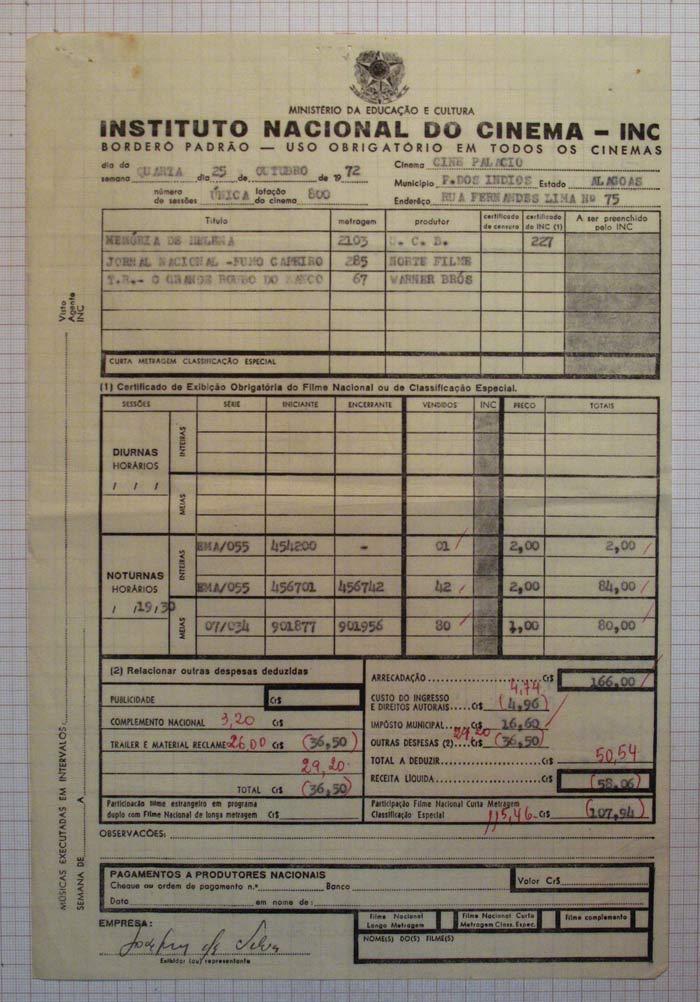 MINISTÉRIO DA EDUCAÇÃO E CULTURA
INSTITUTO NACIONAL DO CINEMA - INC
BORDERÔ PADRÃO — USO OBRIGATÓRIO EM TODOS OS CINEMAS
dia da semana QUARTA dia 25 de OUTUBRO de 1972 Cinema CINE PALACIO
Município P.DOS INDIOS Estado ALAGOAS
número de sessões ÚNICA lotação do cinema 800 Enderêço RUA FERNANDES LIMA Nº 75
Título metragem produtor certificado de censura certificado do INC (1) A ser preenchido pelo INC
MEMÓRIA DE HELENA 2103 U. C. B. 227
JORNAL NACIONAL -FUMO CAPEIRO 285 NORTE FILME
T.R.- O GRANDE ROUBO DO BANCO 67 WARNER BRÓS
CURTA METRAGEM CLASSIFICAÇÃO ESPECIAL
Visto Agente INC
(1) Certificado de Exibição Obrigatória do Filme Nacional ou de Classificação Especial.
SESSÕES SÉRIE INICIANTE ENCERRANTE VENDIDOS INC PREÇO TOTAIS
DIURNAS
HORÁRIOS
/ / /
INTEIRAS
MEIAS
NOTURNAS
HORÁRIOS
/ /19,30
INTEIRAS
EMA/055 454200 - 01 2,00 2,00
EMA/055 456701 456742 42 2,00 84,00
MEIAS
07/034 901877 901956 80 1,00 80,00
(2) Relacionar outras despesas deduzidas
PUBLICIDADE Cr$
COMPLEMENTO NACIONAL 3,20 Cr$
TRAILER E MATERIAL RECLAME 26,00 Cr$ (36,50)
29,20
TOTAL Cr$ (36,50)
ARRECADAÇÃO Cr$ 166,00
4,74
CUSTO DO INGRESSO E DIREITOS AUTORAIS Cr$ (4,96)
IMPÔSTO MUNICIPAL Cr$ 16,60
29,20
OUTRAS DESPESAS (2) Cr$ (36,50)
TOTAL A DEDUZIR 50,54
RECEITA LÍQUIDA Cr$ (58,06)
Participação filme estrangeiro em programa duplo com Filme Nacional de longa metragem Cr$
Participação Filme Nacional Curta Metragem Classificação Especial 115,46 Cr$ (107,94)
OBSERVAÇÕES:
PAGAMENTOS A PRODUTORES NACIONAIS
Cheque ou ordem de pagamento n.º Banco Valor Cr$
Data em nome de:
EMPRESA:
Exibidor (ou) representante
Filme Nacional Longa Metragem
Filme Nacional Curta Metragem Class. Espec.
Filme complemento
NOME(S) DO(S) FILME(S)
MÚSICAS EXECUTADAS EM INTERVALOS:
SEMANA DE A